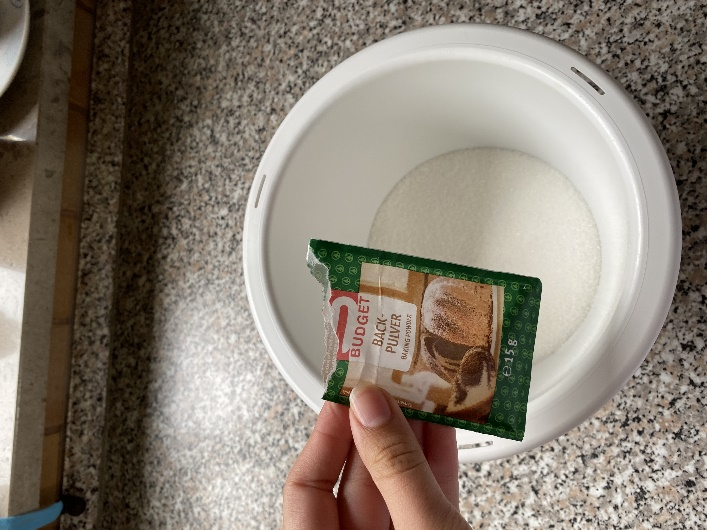 BUDGET
BACK-
PULVER
BAKING POWDER
℮ 15 g